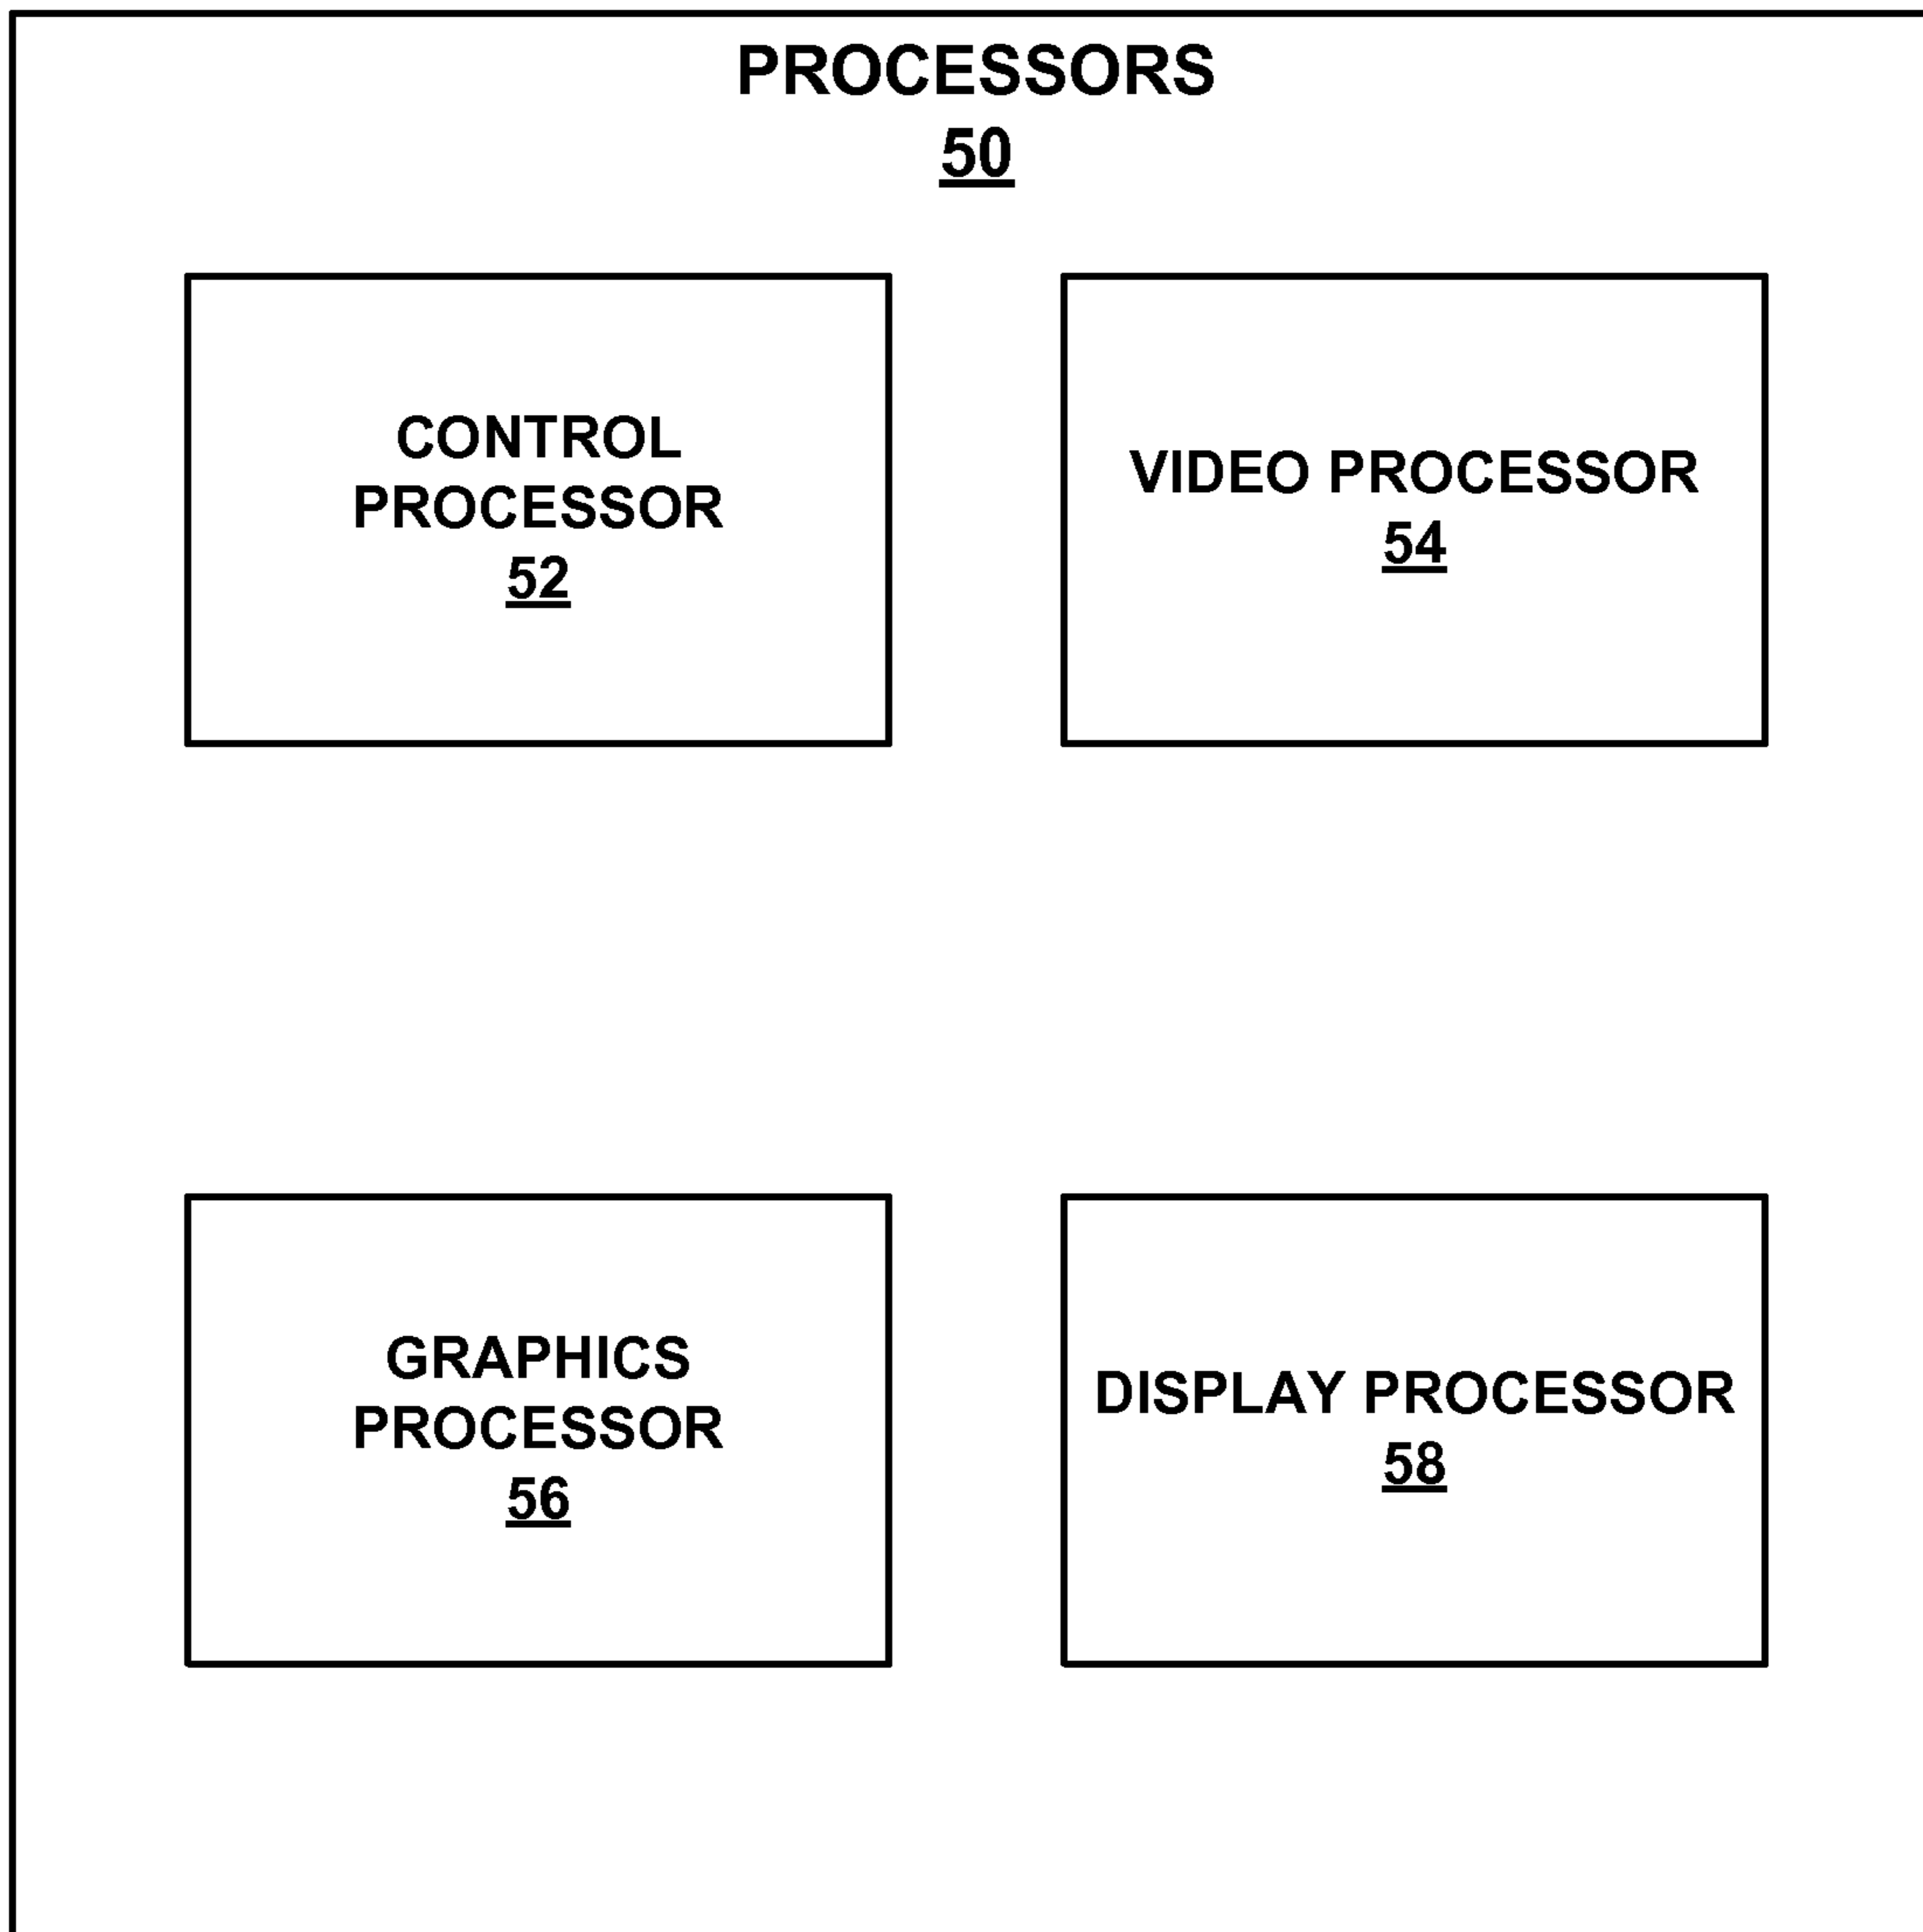 PROCESSORS
50
CONTROL
PROCESSOR
52
VIDEO PROCESSOR
54
GRAPHICS
PROCESSOR
56
DISPLAY PROCESSOR
58